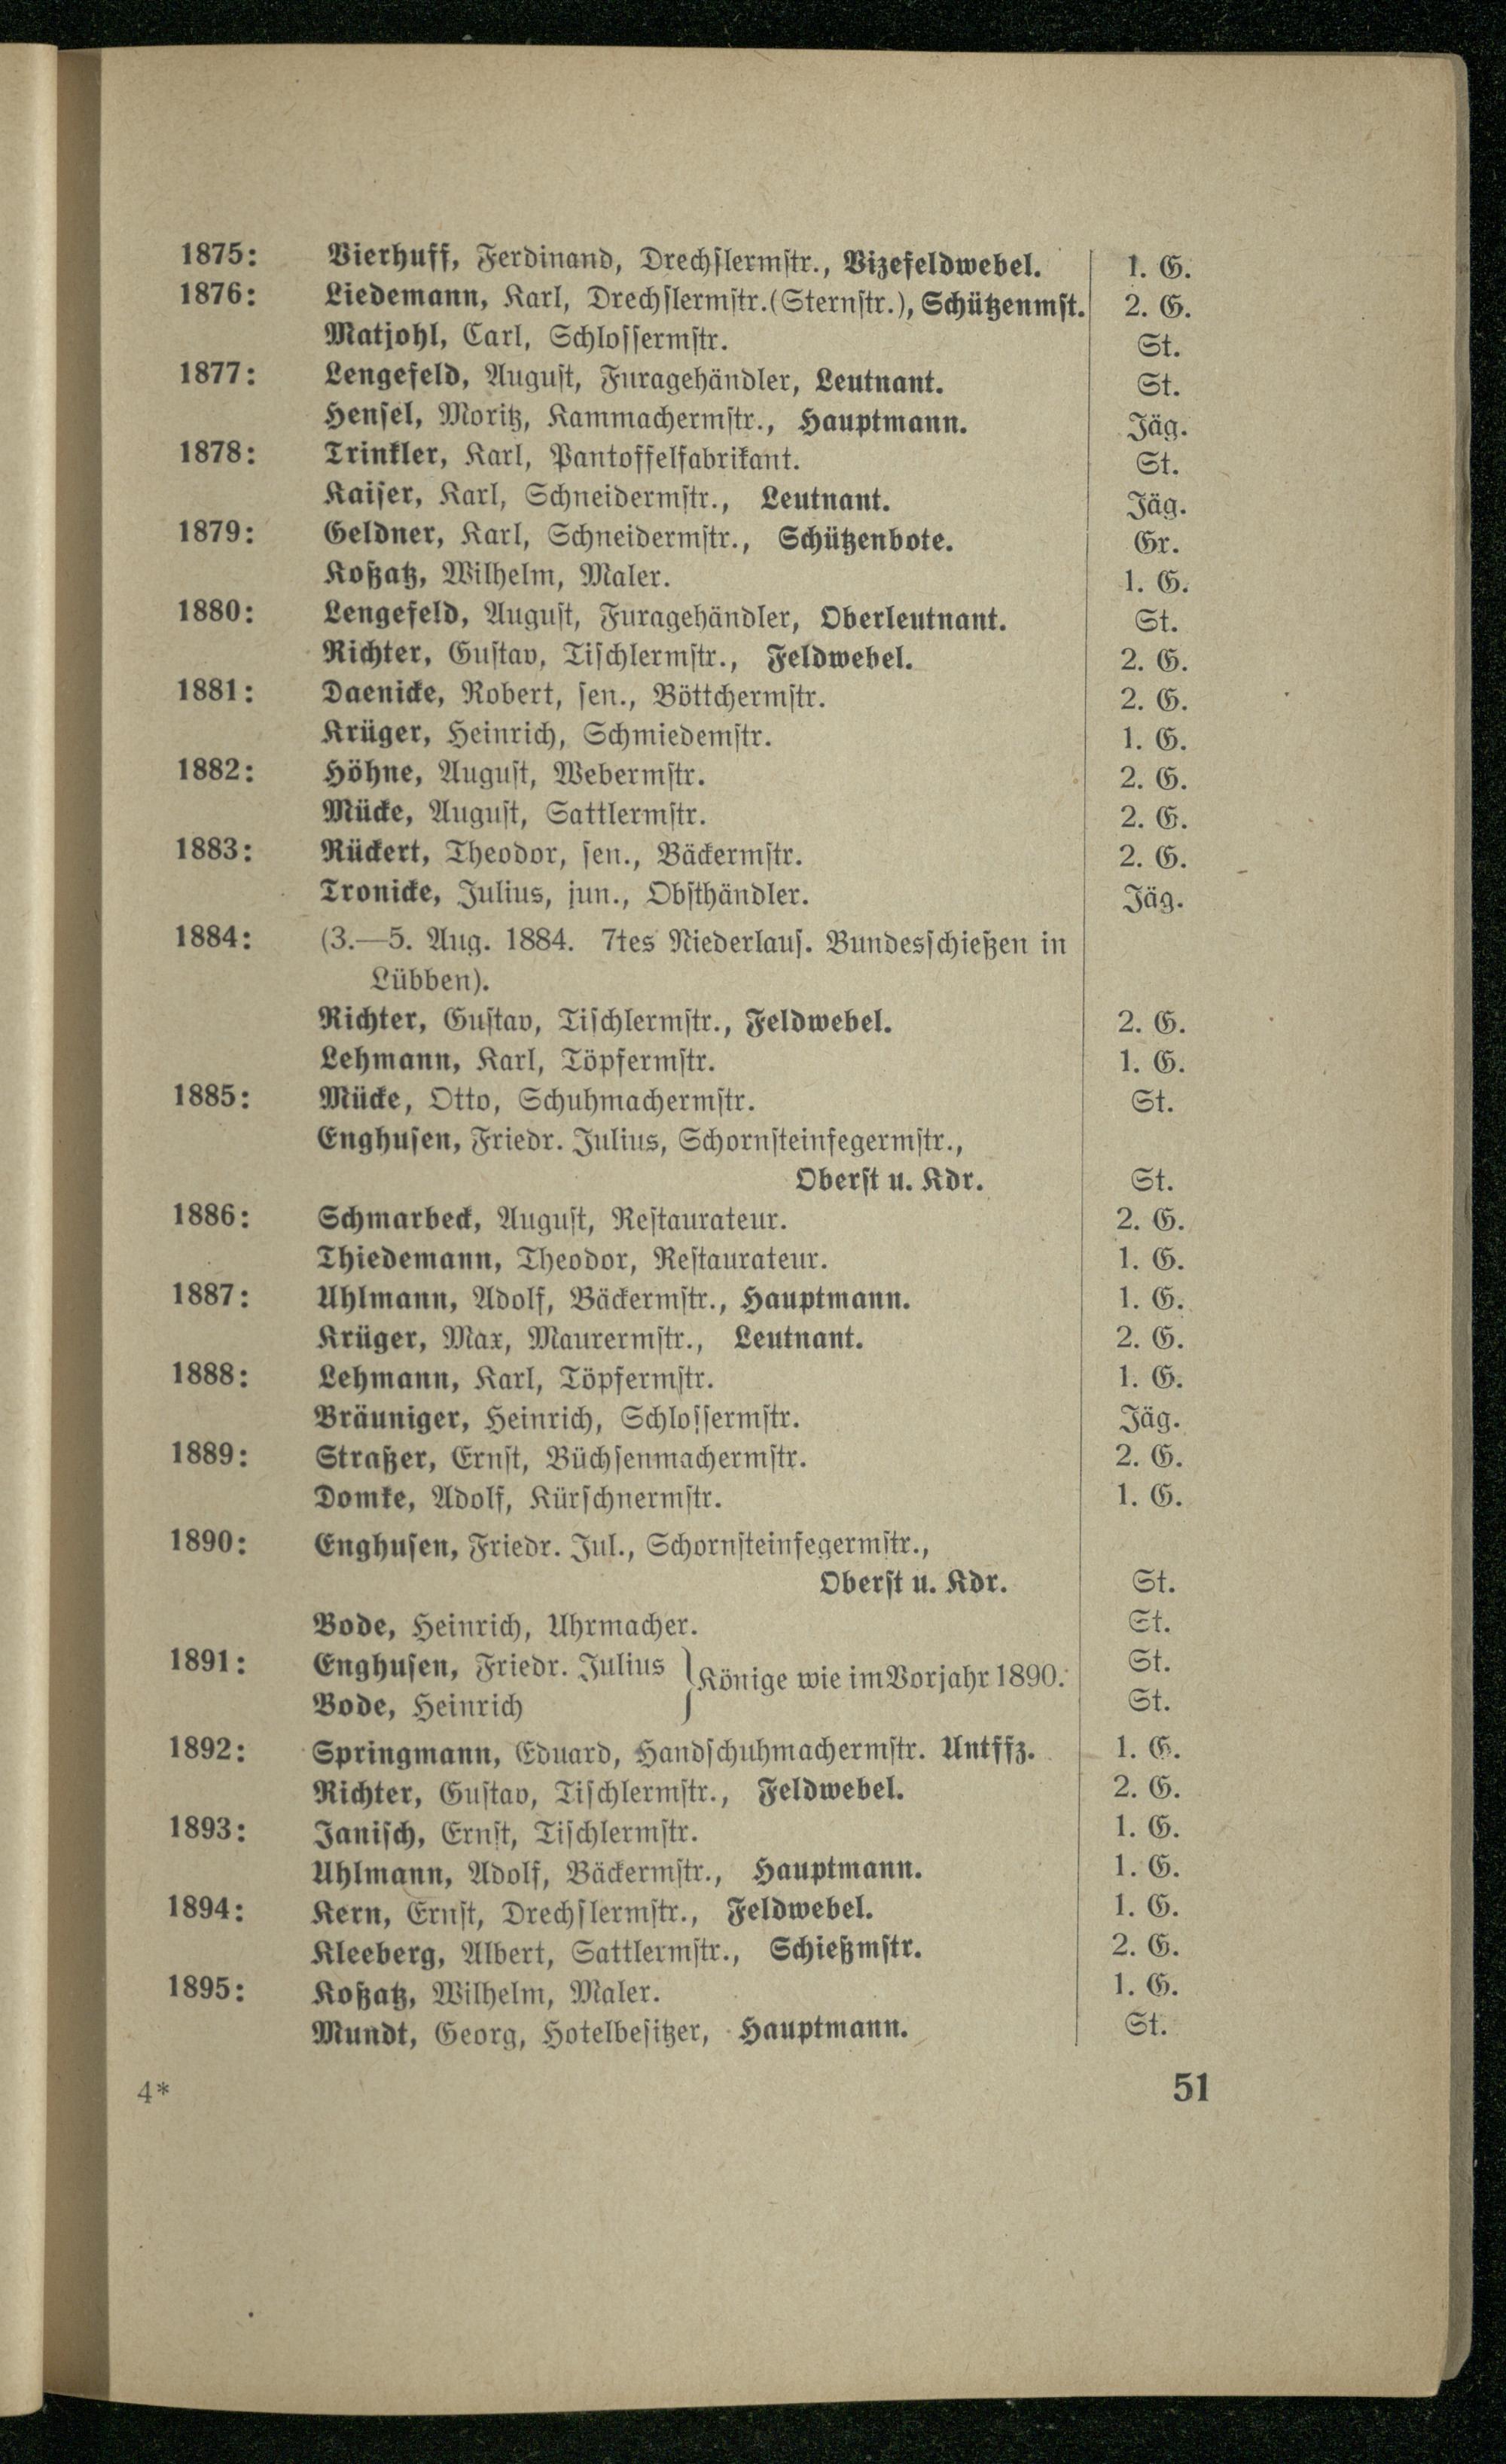 1875: Vierhuff, Ferdinand, Drechslermstr., Vizefeldwebel. 1. G.
1876: Liedemann, Karl, Drechslermstr.(Sternstr.), Schützenmst. 2. G.
Matjohl, Carl, Schlossermstr. St.
1877: Lengefeld, August, Furagehändler, Leutnant. St.
Hensel, Moritz, Kammachermstr., Hauptmann. Jäg.
1878: Trinkler, Karl, Pantoffelfabrikant. St.
Kaiser, Karl, Schneidermstr., Leutnant. Jäg.
1879: Geldner, Karl, Schneidermstr., Schützenbote. Gr.
Koßatz, Wilhelm, Maler. 1. G.
1880: Lengefeld, August, Furagehändler, Oberleutnant. St.
Richter, Gustav, Tischlermstr., Feldwebel. 2. G.
1881: Daenicke, Robert, sen., Böttchermstr. 2. G.
Krüger, Heinrich, Schmiedemstr. 1. G.
1882: Höhne, August, Webermstr. 2. G.
Mücke, August, Sattlermstr. 2. G.
1883: Rückert, Theodor, sen., Bäckermstr. 2. G.
Tronicke, Julius, jun., Obsthändler. Jäg.
1884: (3.—5. Aug. 1884. 7tes Niederlaus. Bundesschießen in
Lübben).
Richter, Gustav, Tischlermstr., Feldwebel. 2. G.
Lehmann, Karl, Töpfermstr. 1. G.
1885: Mücke, Otto, Schuhmachermstr. St.
Enghusen, Friedr. Julius, Schornsteinfegermstr.,
Oberst u. Kdr. St.
1886: Schmarbeck, August, Restaurateur. 2. G.
Thiedemann, Theodor, Restaurateur. 1. G.
1887: Uhlmann, Adolf, Bäckermstr., Hauptmann. 1. G.
Krüger, Max, Maurermstr., Leutnant. 2. G.
1888: Lehmann, Karl, Töpfermstr. 1. G.
Bräuniger, Heinrich, Schlossermstr. Jäg.
1889: Straßer, Ernst, Büchsenmachermstr. 2. G.
Domke, Adolf, Kürschnermstr. 1. G.
1890: Enghusen, Friedr. Jul., Schornsteinfegermstr.,
Oberst u. Kdr. St.
Bode, Heinrich, Uhrmacher. St.
1891: Enghusen, Friedr. Julius } Könige wie im Vorjahr 1890. St.
Bode, Heinrich St.
1892: Springmann, Eduard, Handschuhmachermstr. Untffz. 1. G.
Richter, Gustav, Tischlermstr., Feldwebel. 2. G.
1893: Janisch, Ernst, Tischlermstr. 1. G.
Uhlmann, Adolf, Bäckermstr., Hauptmann. 1. G.
1894: Kern, Ernst, Drechslermstr., Feldwebel. 1. G.
Kleeberg, Albert, Sattlermstr., Schießmstr. 2. G.
1895: Koßatz, Wilhelm, Maler. 1. G.
Mundt, Georg, Hotelbesitzer, Hauptmann. St.
4* 51